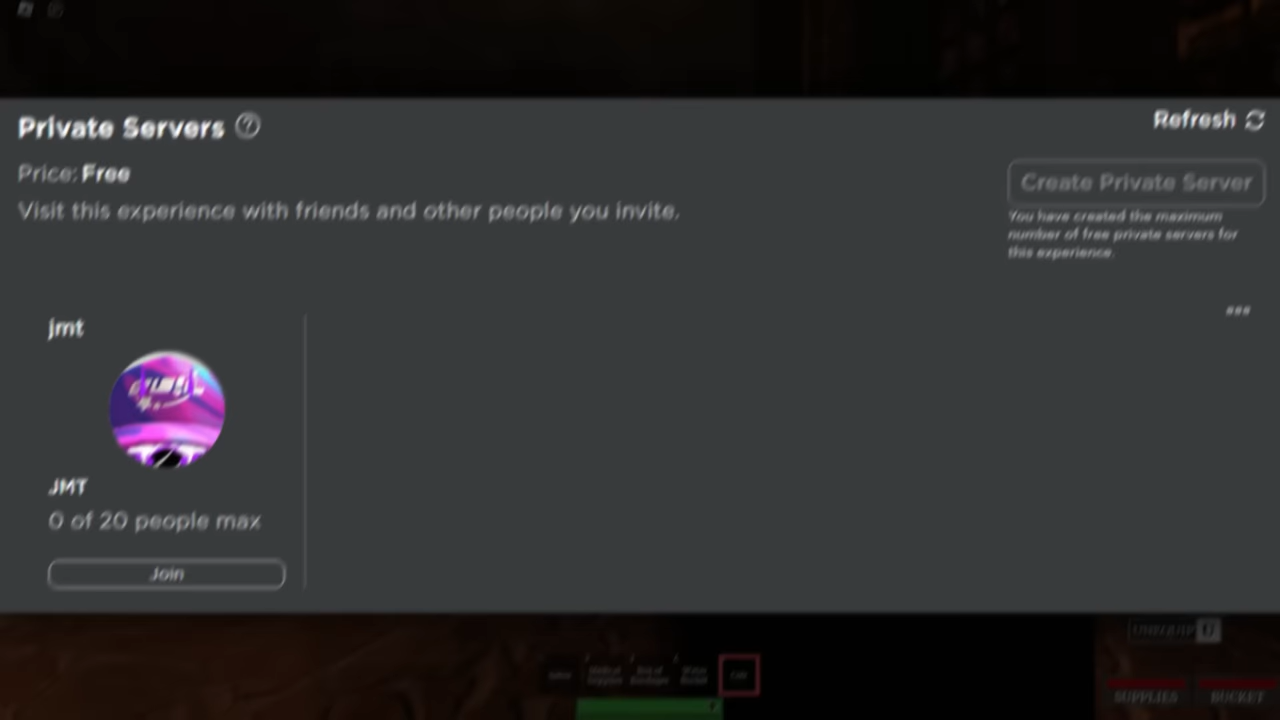 Private Servers
Refresh
Price: Free
Create Private Server
Visit this experience with friends and other people you invite.
You have created the maximum
number of free private servers for
this experience.
jmt
JMT
0 of 20 people max
Join
UNEQUIP
SUPPLIES
BUCKET